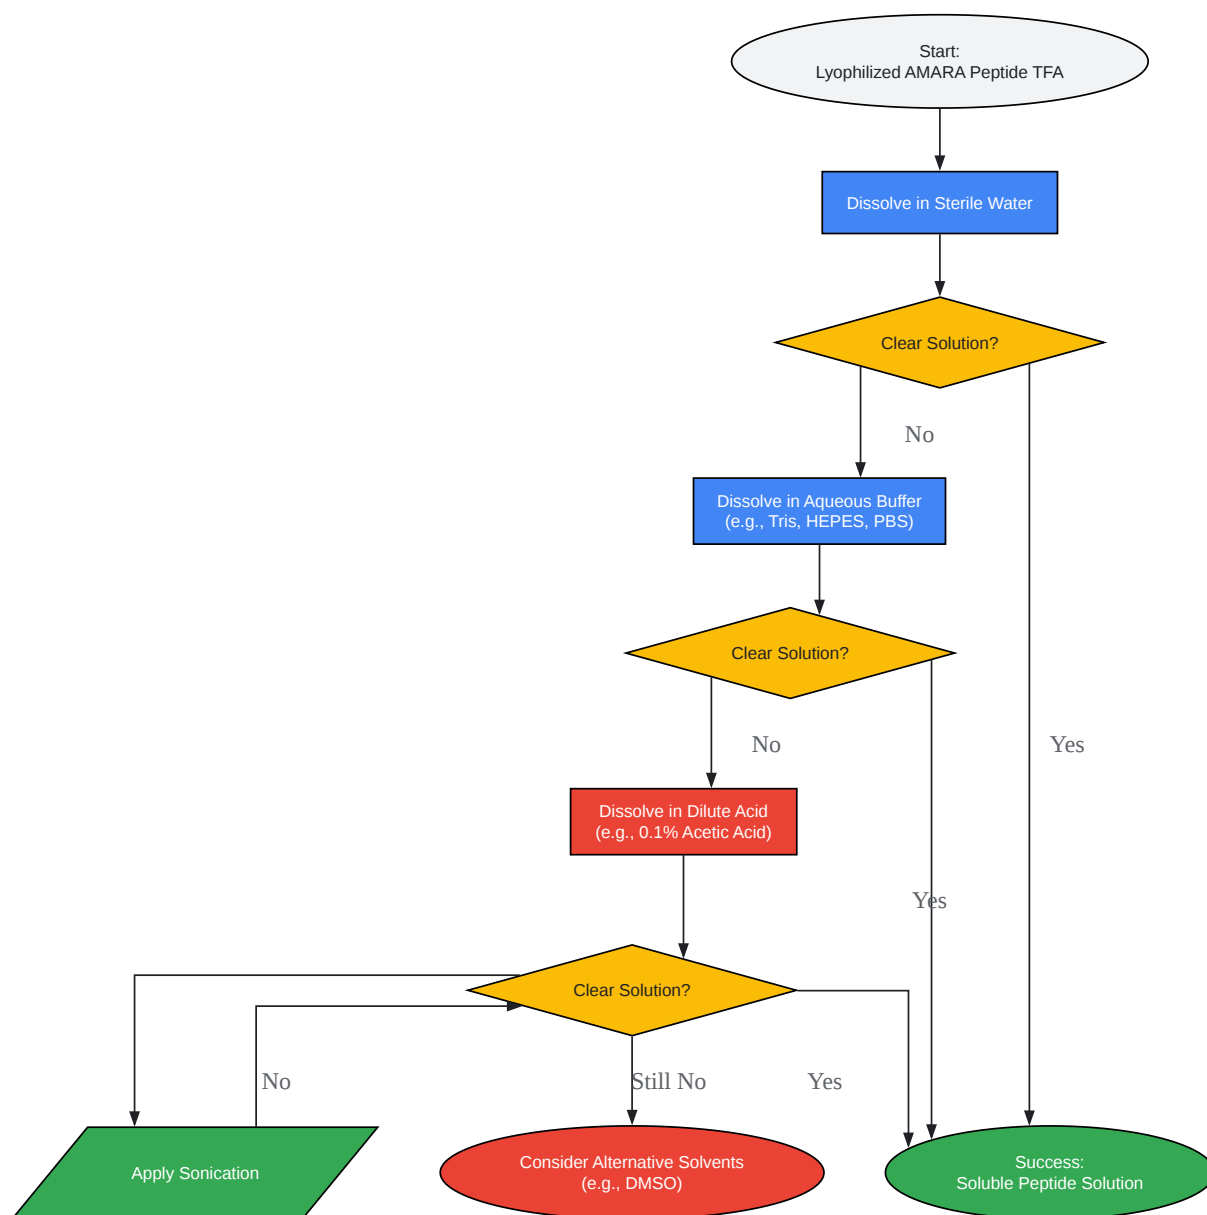 Start:
Lyophilized AMARA Peptide TFA
Dissolve in Sterile Water
Clear Solution?
No
Dissolve in Aqueous Buffer
(e.g., Tris, HEPES, PBS)
Clear Solution?
No
Yes
Dissolve in Dilute Acid
(e.g., 0.1% Acetic Acid)
Yes
Clear Solution?
No
Still No
Yes
Apply Sonication
Consider Alternative Solvents
(e.g., DMSO)
Success:
Soluble Peptide Solution